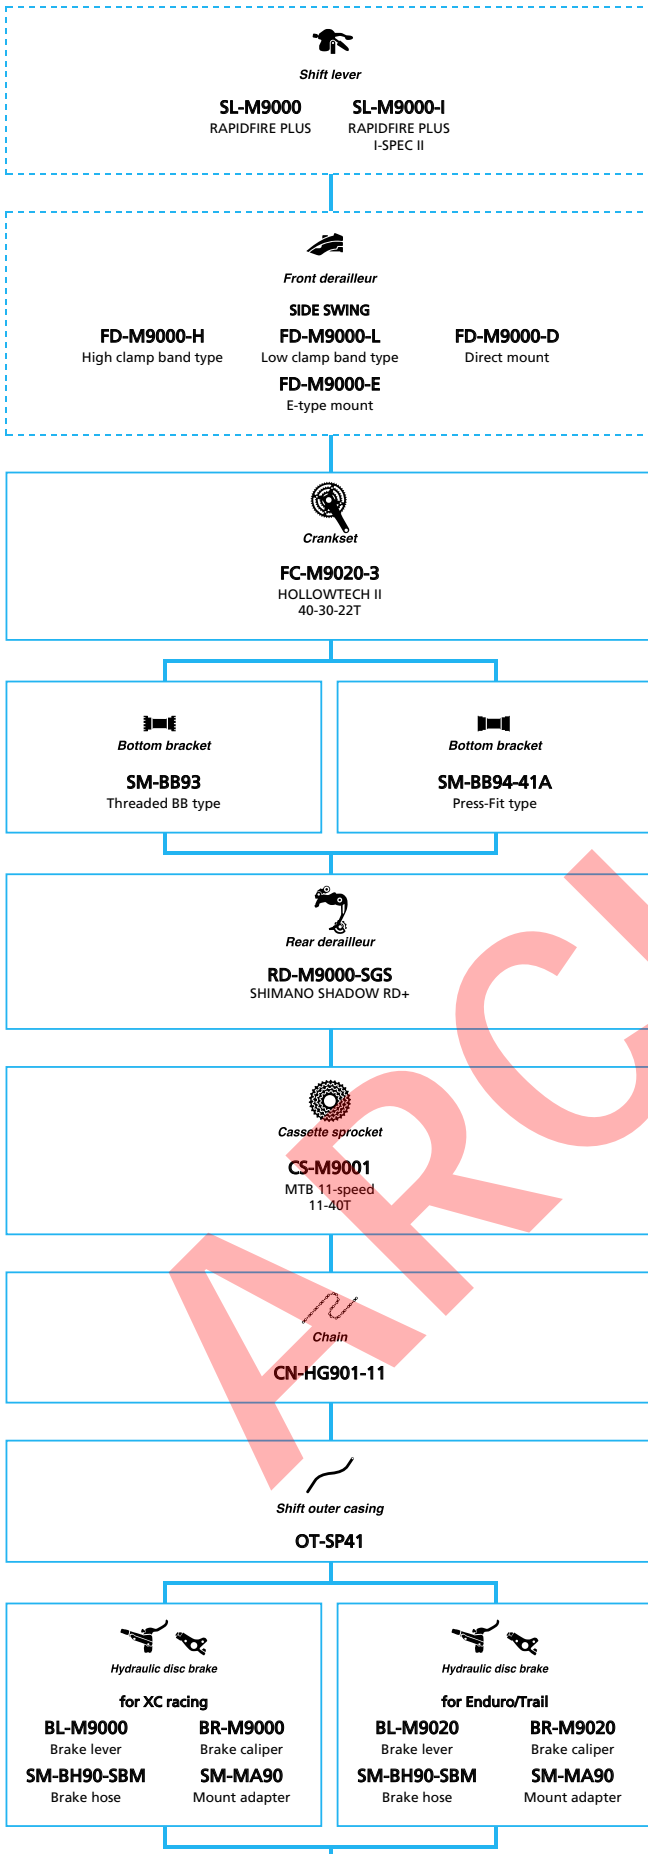 Shift lever
SL-M9000 SL-M9000-I
RAPIDFIRE PLUS RAPIDFIRE PLUS
I-SPEC II
Front derailleur
SIDE SWING
FD-M9000-H FD-M9000-L FD-M9000-D
High clamp band type Low clamp band type Direct mount
FD-M9000-E
E-type mount
Crankset
FC-M9020-3
HOLLOWTECH II
40-30-22T
Bottom bracket
SM-BB93
Threaded BB type
Bottom bracket
SM-BB94-41A
Press-Fit type
Rear derailleur
RD-M9000-SGS
SHIMANO SHADOW RD+
Cassette sprocket
CS-M9001
MTB 11-speed
11-40T
Chain
CN-HG901-11
Shift outer casing
OT-SP41
Hydraulic disc brake
for XC racing
BL-M9000 BR-M9000
Brake lever Brake caliper
SM-BH90-SBM SM-MA90
Brake hose Mount adapter
Hydraulic disc brake
for Enduro/Trail
BL-M9020 BR-M9020
Brake lever Brake caliper
SM-BH90-SBM SM-MA90
Brake hose Mount adapter
ARC